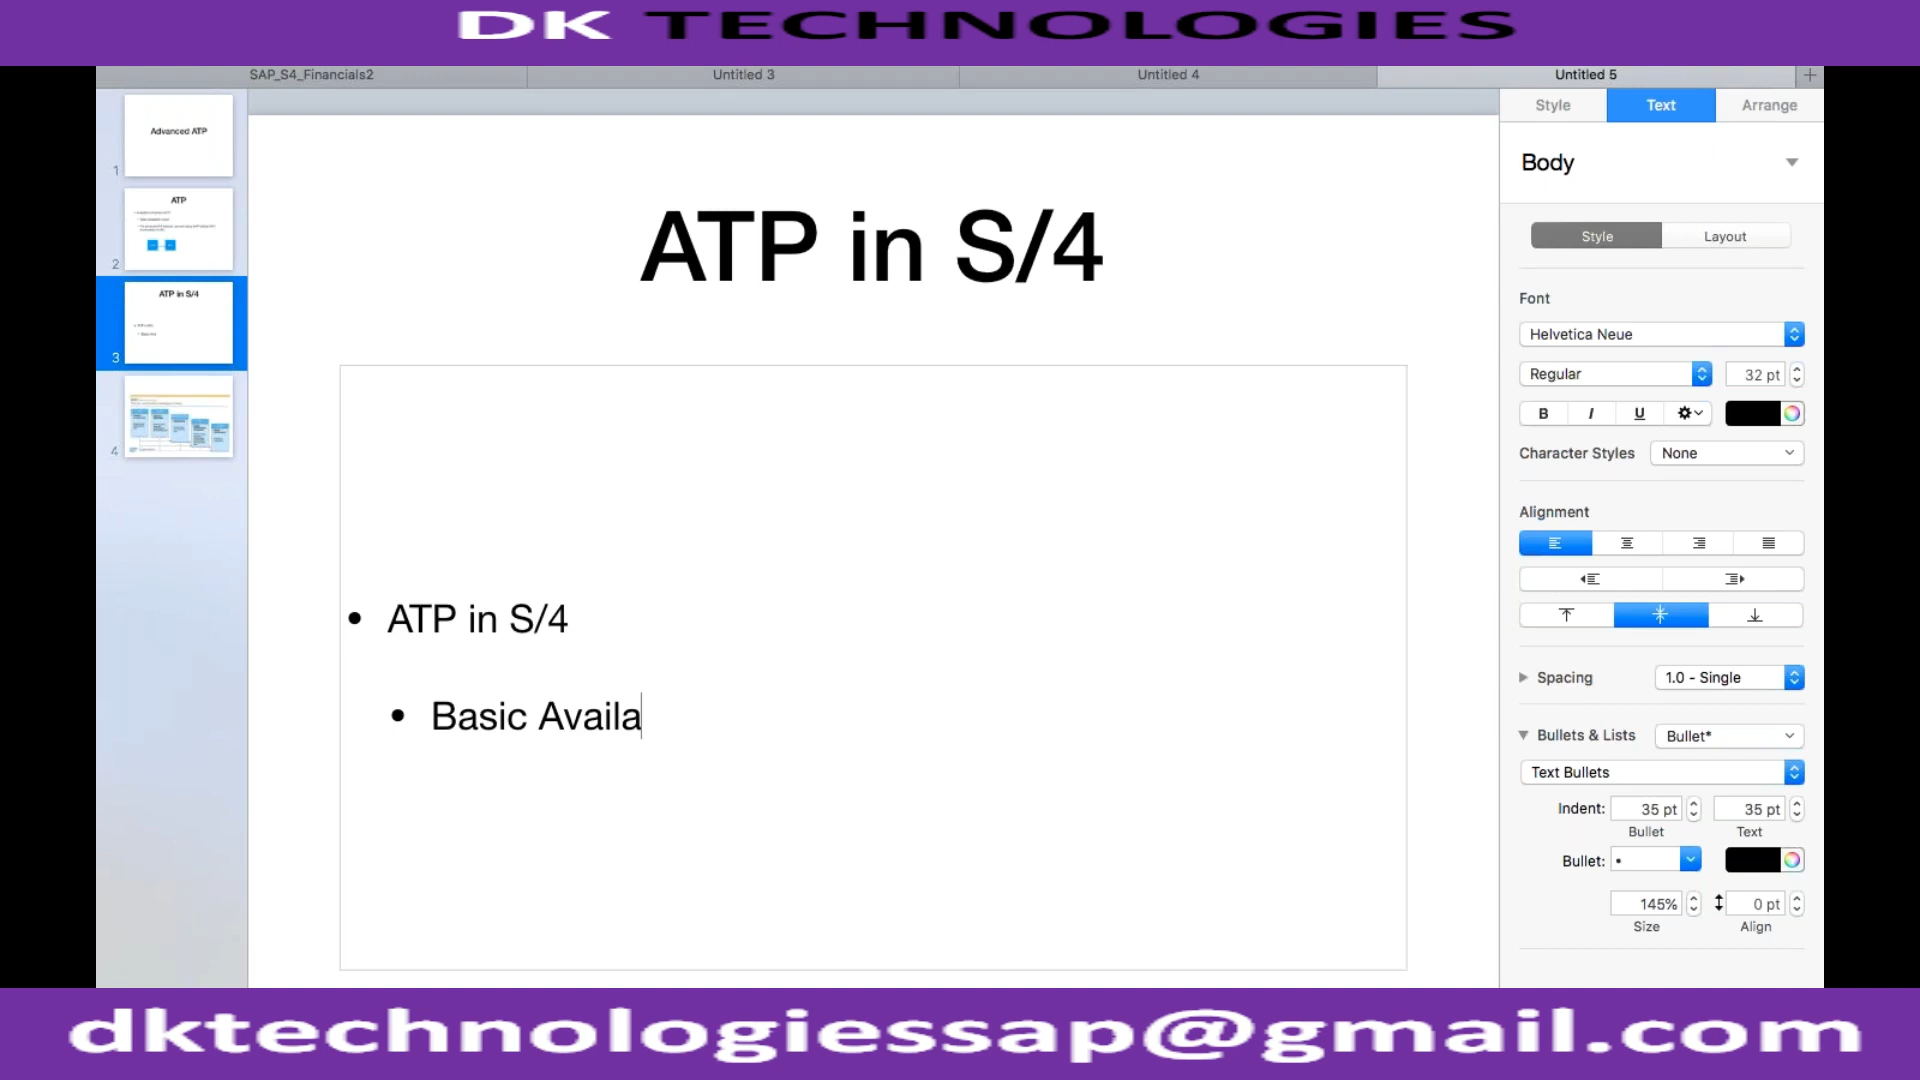 DK TECHNOLOGIES
SAP_S4_Financials2
Untitled 3
Untitled 4
Untitled 5
Style
Text
Arrange
Advanced ATP
1
ATP
2
ATP in S/4
3
4
ATP in S/4
• ATP in S/4
• Basic Availa
Body
Style
Layout
Font
Helvetica Neue
Regular
32 pt
B I U
Character Styles
None
Alignment
Spacing
1.0 - Single
Bullets & Lists
Bullet*
Text Bullets
Indent:
35 pt
35 pt
Bullet
Text
Bullet:
•
145%
0 pt
Size
Align
dktechnologiessap@gmail.com